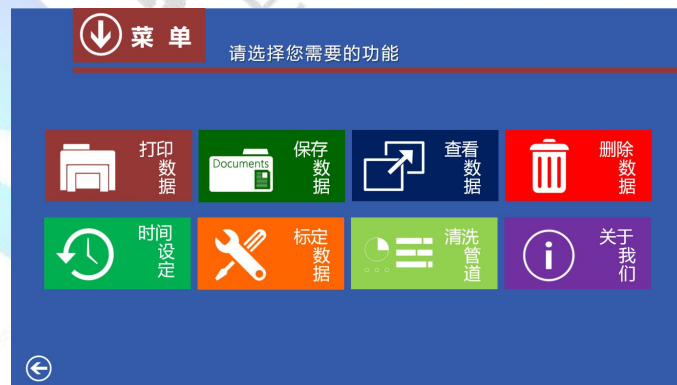 菜 单
请选择您需要的功能
打印
数
据
Documents
保存
数
据
查看
数
据
删除
数
据
时间
设
定
标定
数
据
清洗
管
道
关于
我
们